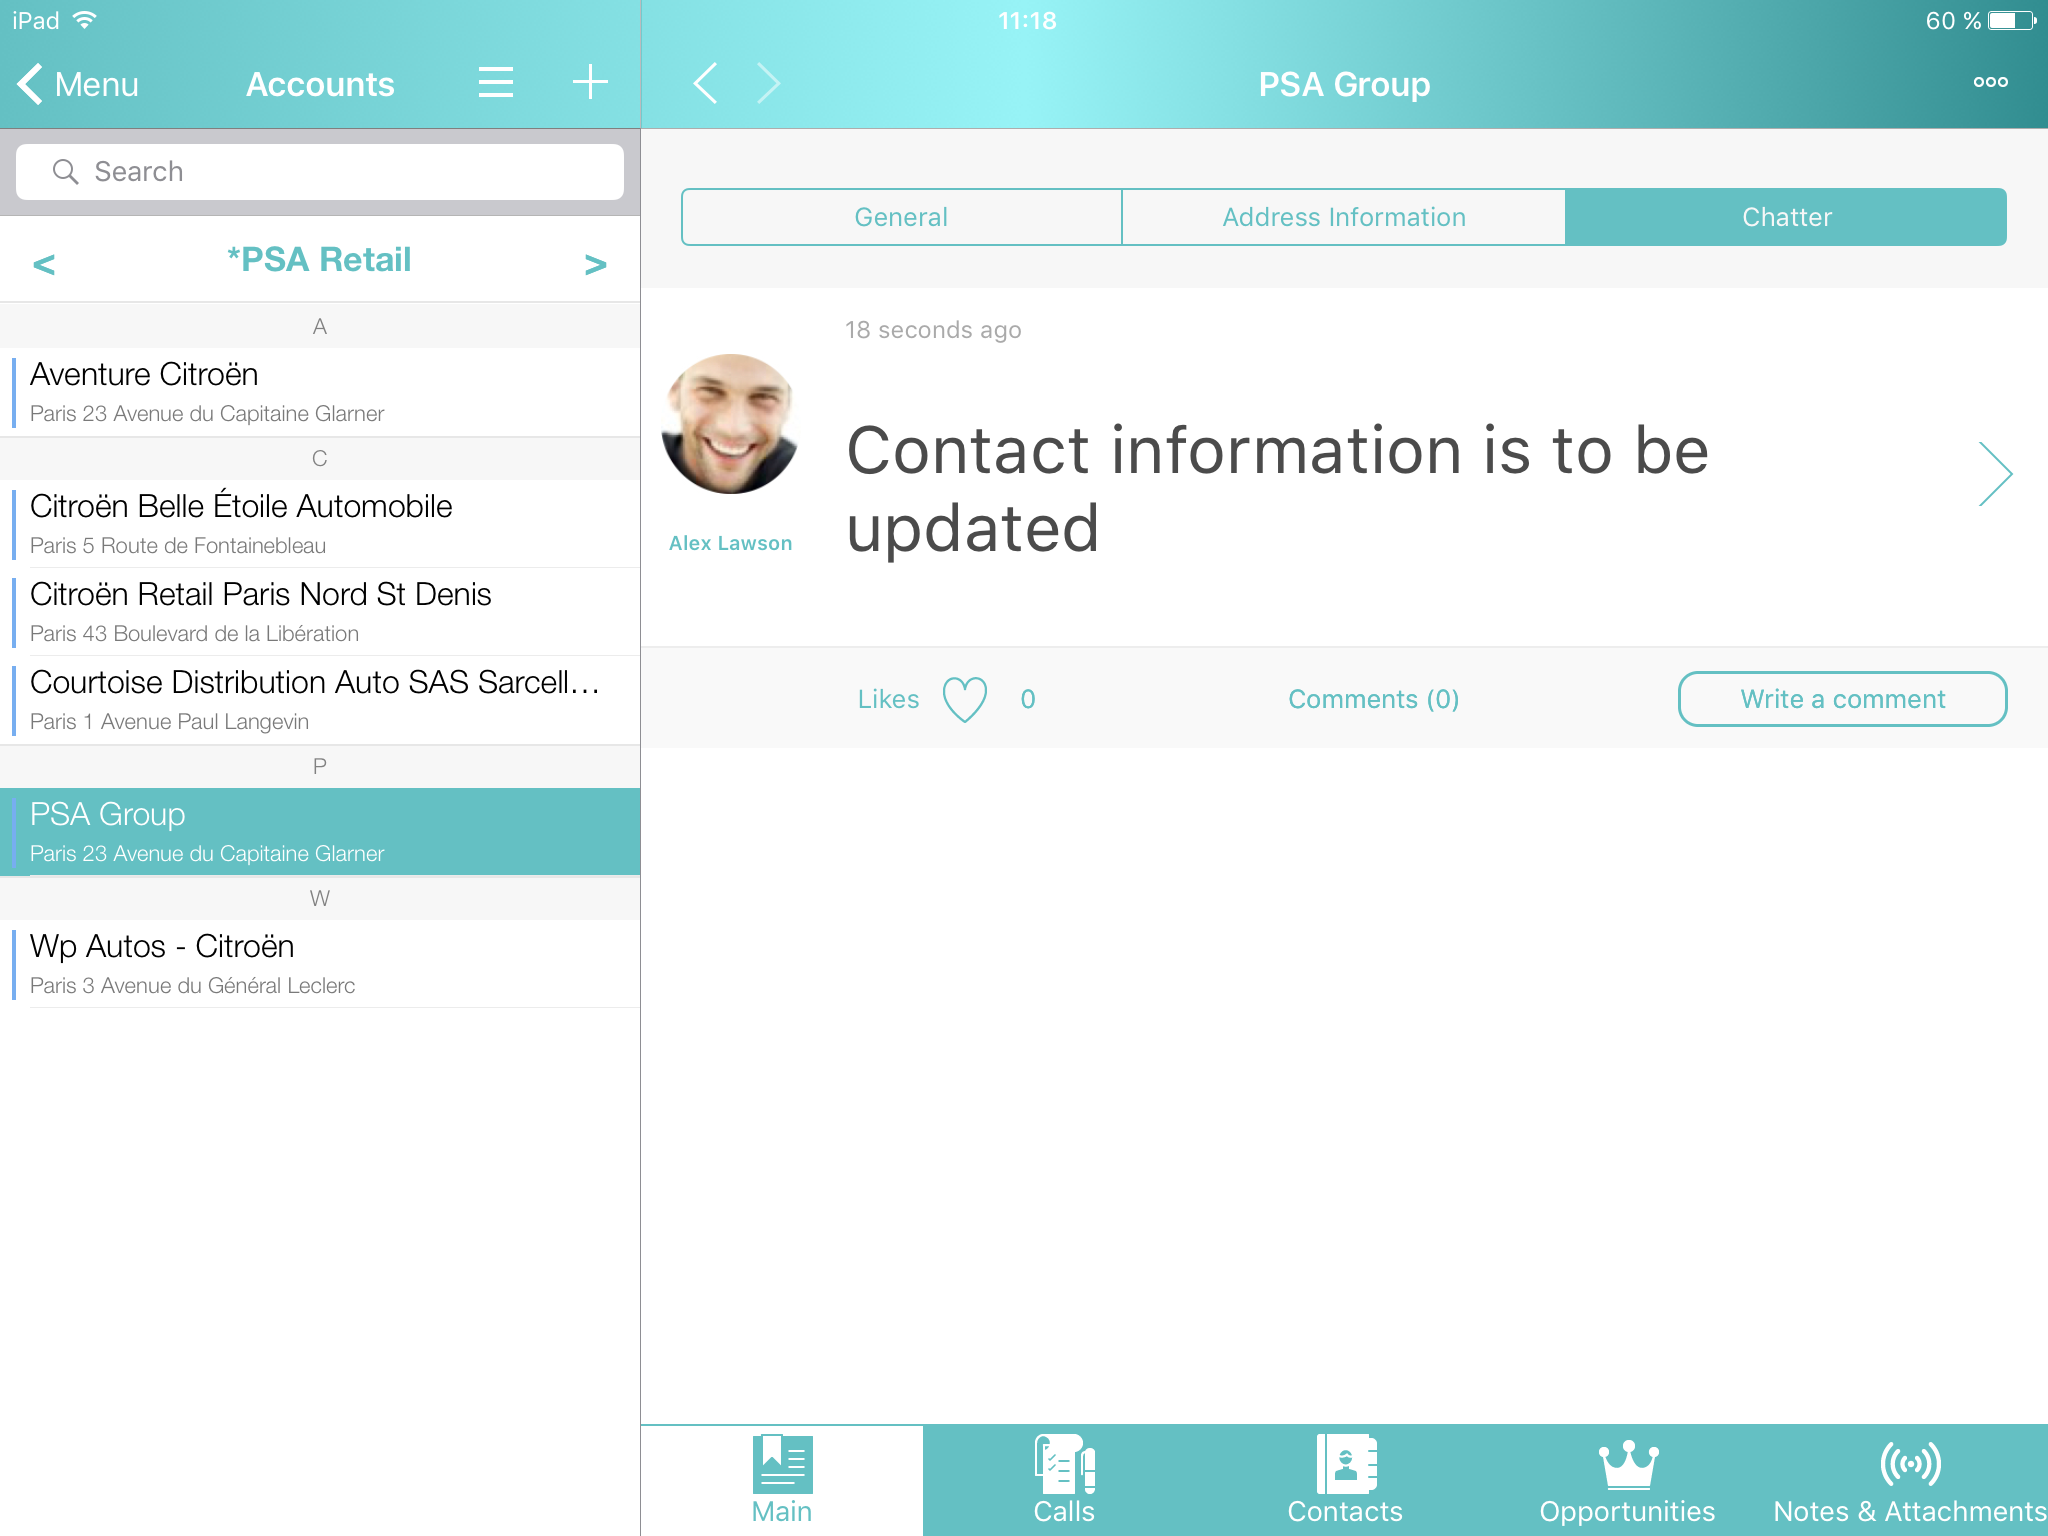 iPad
11:18
60 %
Menu
Accounts
PSA Group
Search
*PSA Retail
A
Aventure Citroën
Paris 23 Avenue du Capitaine Glarner
C
Citroën Belle Étoile Automobile
Paris 5 Route de Fontainebleau
Citroën Retail Paris Nord St Denis
Paris 43 Boulevard de la Libération
Courtoise Distribution Auto SAS Sarcell…
Paris 1 Avenue Paul Langevin
P
PSA Group
Paris 23 Avenue du Capitaine Glarner
W
Wp Autos - Citroën
Paris 3 Avenue du Général Leclerc
General
Address Information
Chatter
18 seconds ago
Alex Lawson
Contact information is to be
updated
Likes
0
Comments (0)
Write a comment
Main
Calls
Contacts
Opportunities
Notes & Attachments